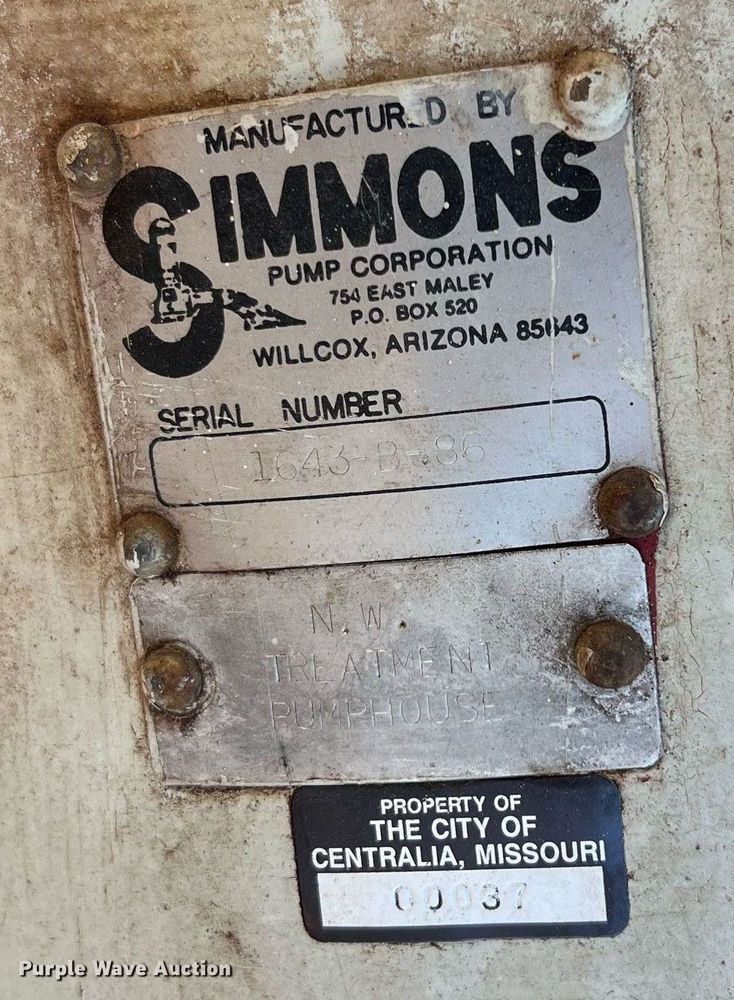 MANUFACTURED BY
SIMMONS
PUMP CORPORATION
754 EAST MALEY
P.O. BOX 520
WILLCOX, ARIZONA 85643
SERIAL NUMBER
1643-B-86
N.W.
TREATMENT
PUMPHOUSE
PROPERTY OF
THE CITY OF
CENTRALIA, MISSOURI
00037
Purple Wave Auction